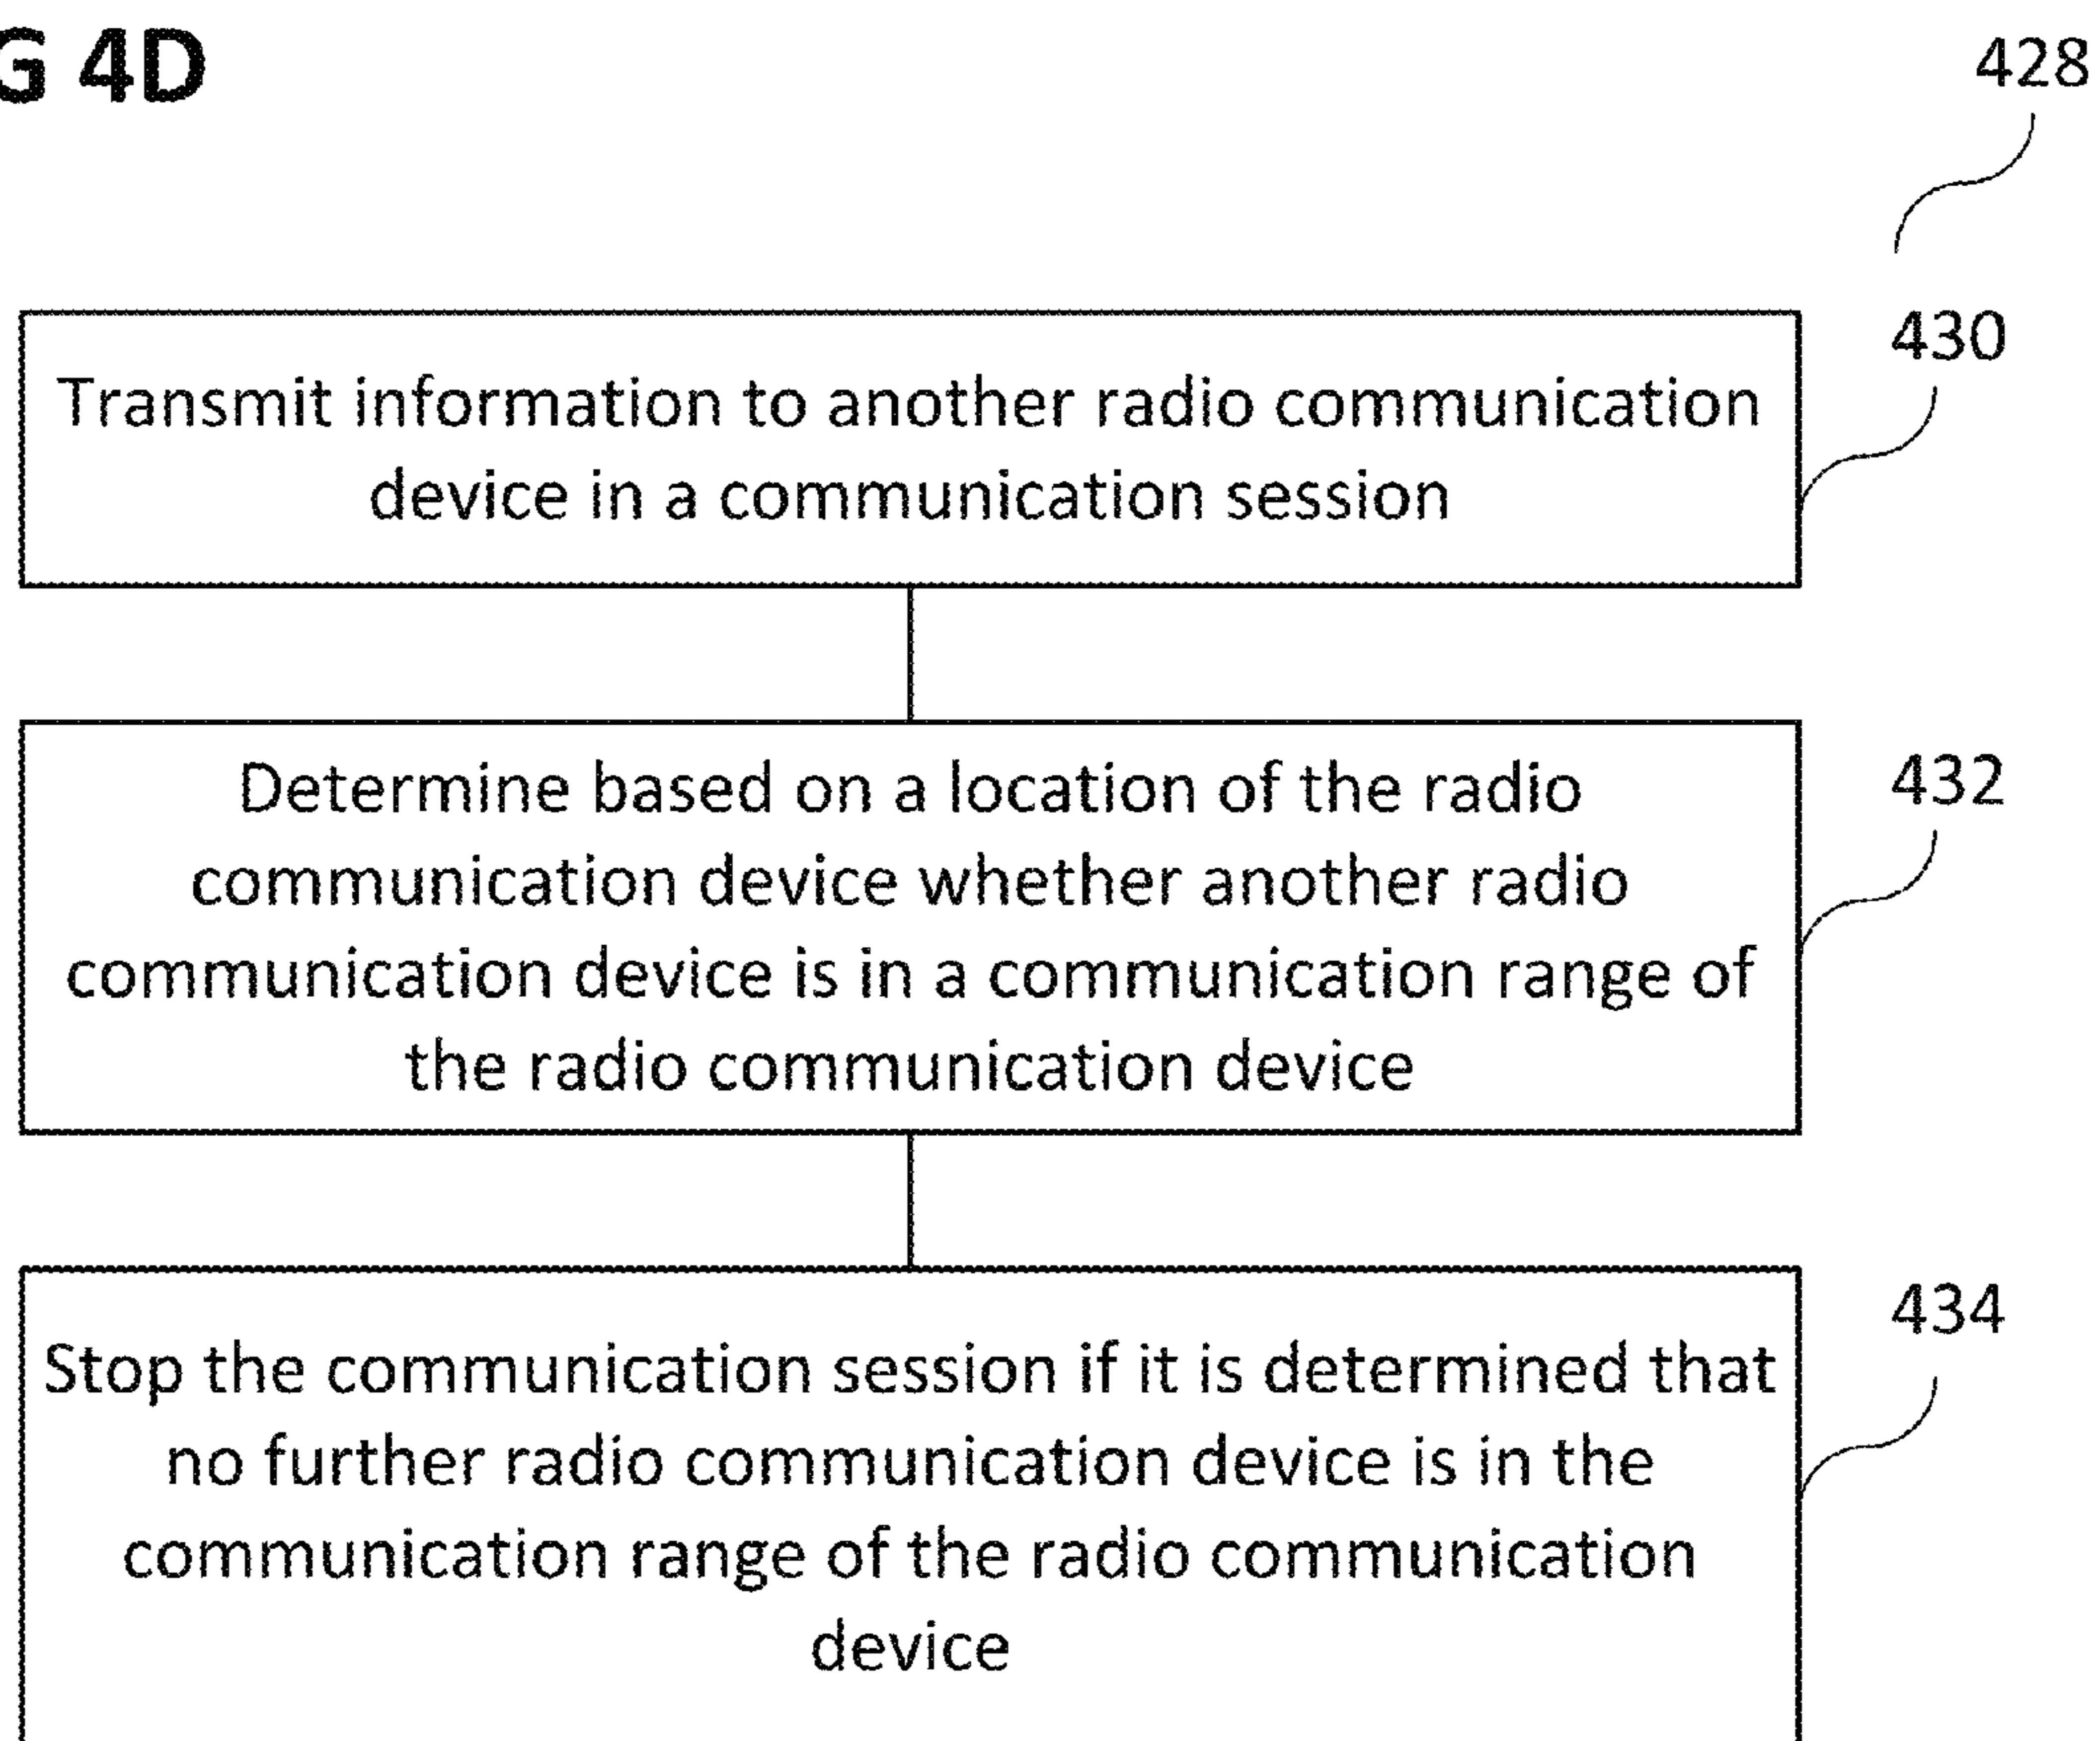 G 4D
428
430
Transmit information to another radio communication
device in a communication session
432
Determine based on a location of the radio
communication device whether another radio
communication device is in a communication range of
the radio communication device
434
Stop the communication session if it is determined that
no further radio communication device is in the
communication range of the radio communication
device